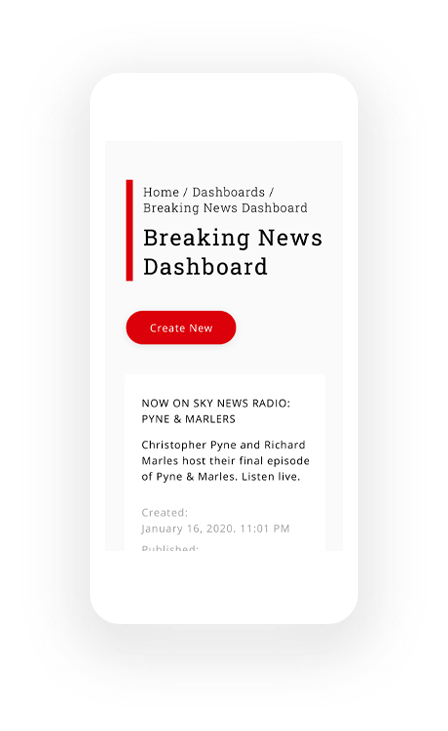 Home / Dashboards /
Breaking News Dashboard
Breaking News
Dashboard
Create New
NOW ON SKY NEWS RADIO:
PYNE & MARLERS
Christopher Pyne and Richard
Marles host their final episode
of Pyne & Marles. Listen live.
Created:
January 16, 2020. 11:01 PM
Published: